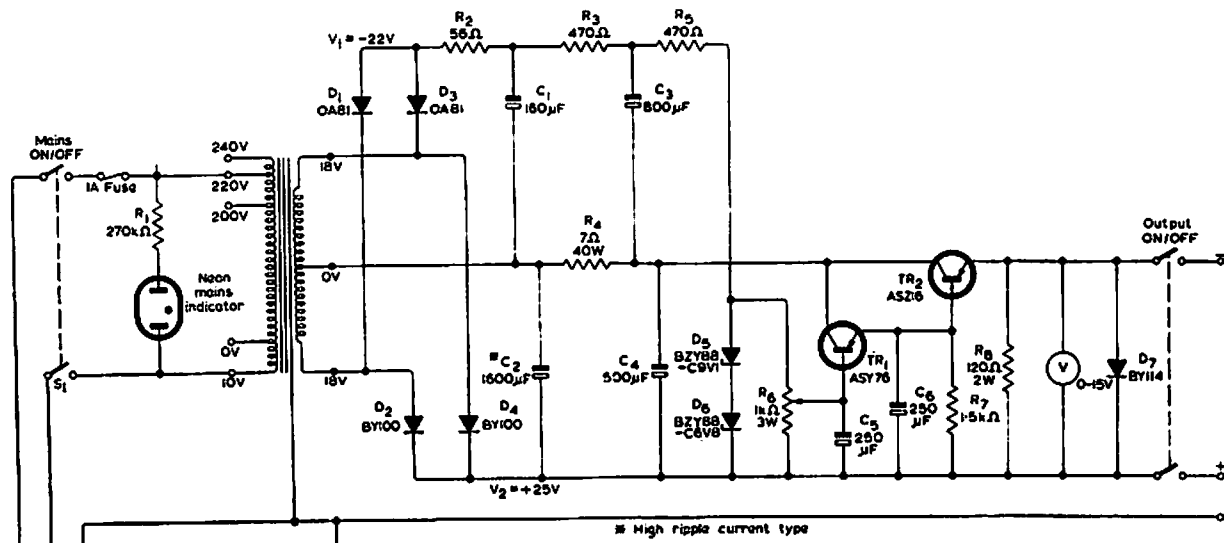 V1 = -22V
R2
56Ω
R3
470Ω
R5
470Ω
D1
OA81
D3
OA81
C1
160μF
C3
800μF
Mains
ON/OFF
1A Fuse
240V
220V
200V
R1
270kΩ
Neon
mains
indicator
0V
10V
S1
18V
0V
18V
R4
7Ω
40W
※ C2
1600μF
C4
500μF
D2
BY100
D4
BY100
V2 = +25V
D5
BZY88
-C9V1
D6
BZY88
-C6V8
R6
1kΩ
3W
TR1
ASY76
TR2
ASZ16
C5
250
μF
C6
250
μF
R7
1·5kΩ
R8
120Ω
2W
V
0-15V
D7
BY114
Output
ON/OFF
−
+
※ High ripple current type